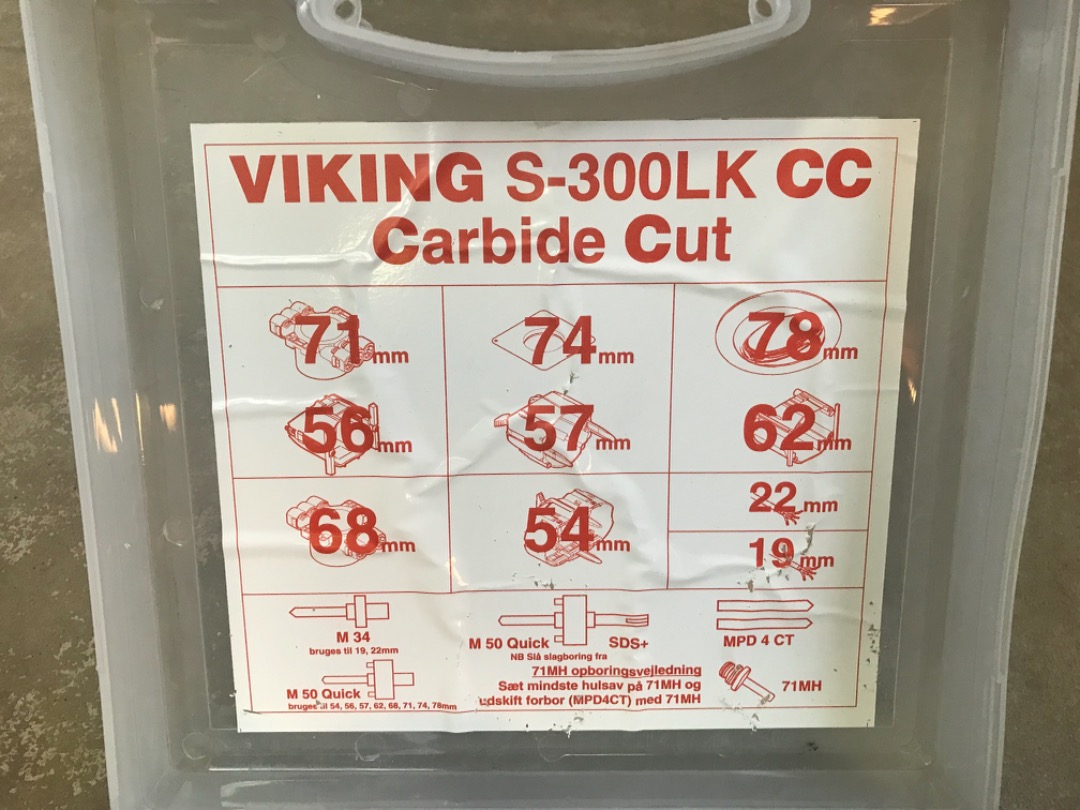 VIKING S-300LK CC
Carbide Cut
71mm 74mm 78mm
56mm 57mm 62mm
68mm 54mm 22mm
19mm
M 34
bruges til 19, 22mm
M 50 Quick
bruges til 54, 56, 57, 62, 68, 71, 74, 78mm
M 50 Quick SDS+
NB Slå slagboring fra
71MH opboringsvejledning
Sæt mindste hulsav på 71MH og
udskift forbor (MPD4CT) med 71MH
MPD 4 CT
71MH